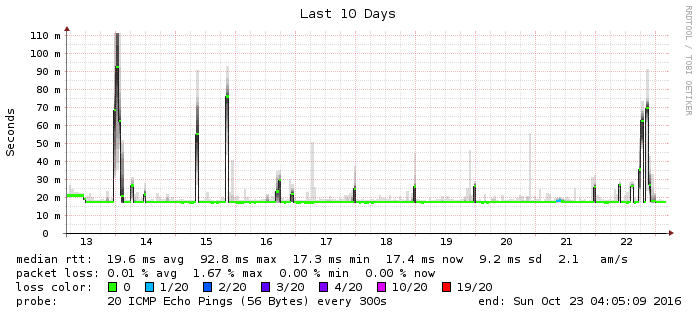 Last 10 Days
RRDTOOL / TOBI OETIKER
Seconds
110 m
100 m
90 m
80 m
70 m
60 m
50 m
40 m
30 m
20 m
10 m
0
13 14 15 16 17 18 19 20 21 22
median rtt: 19.6 ms avg 92.8 ms max 17.3 ms min 17.4 ms now 9.2 ms sd 2.1 am/s
packet loss: 0.01 % avg 1.67 % max 0.00 % min 0.00 % now
loss color: 0 1/20 2/20 3/20 4/20 10/20 19/20
probe: 20 ICMP Echo Pings (56 Bytes) every 300s end: Sun Oct 23 04:05:09 2016